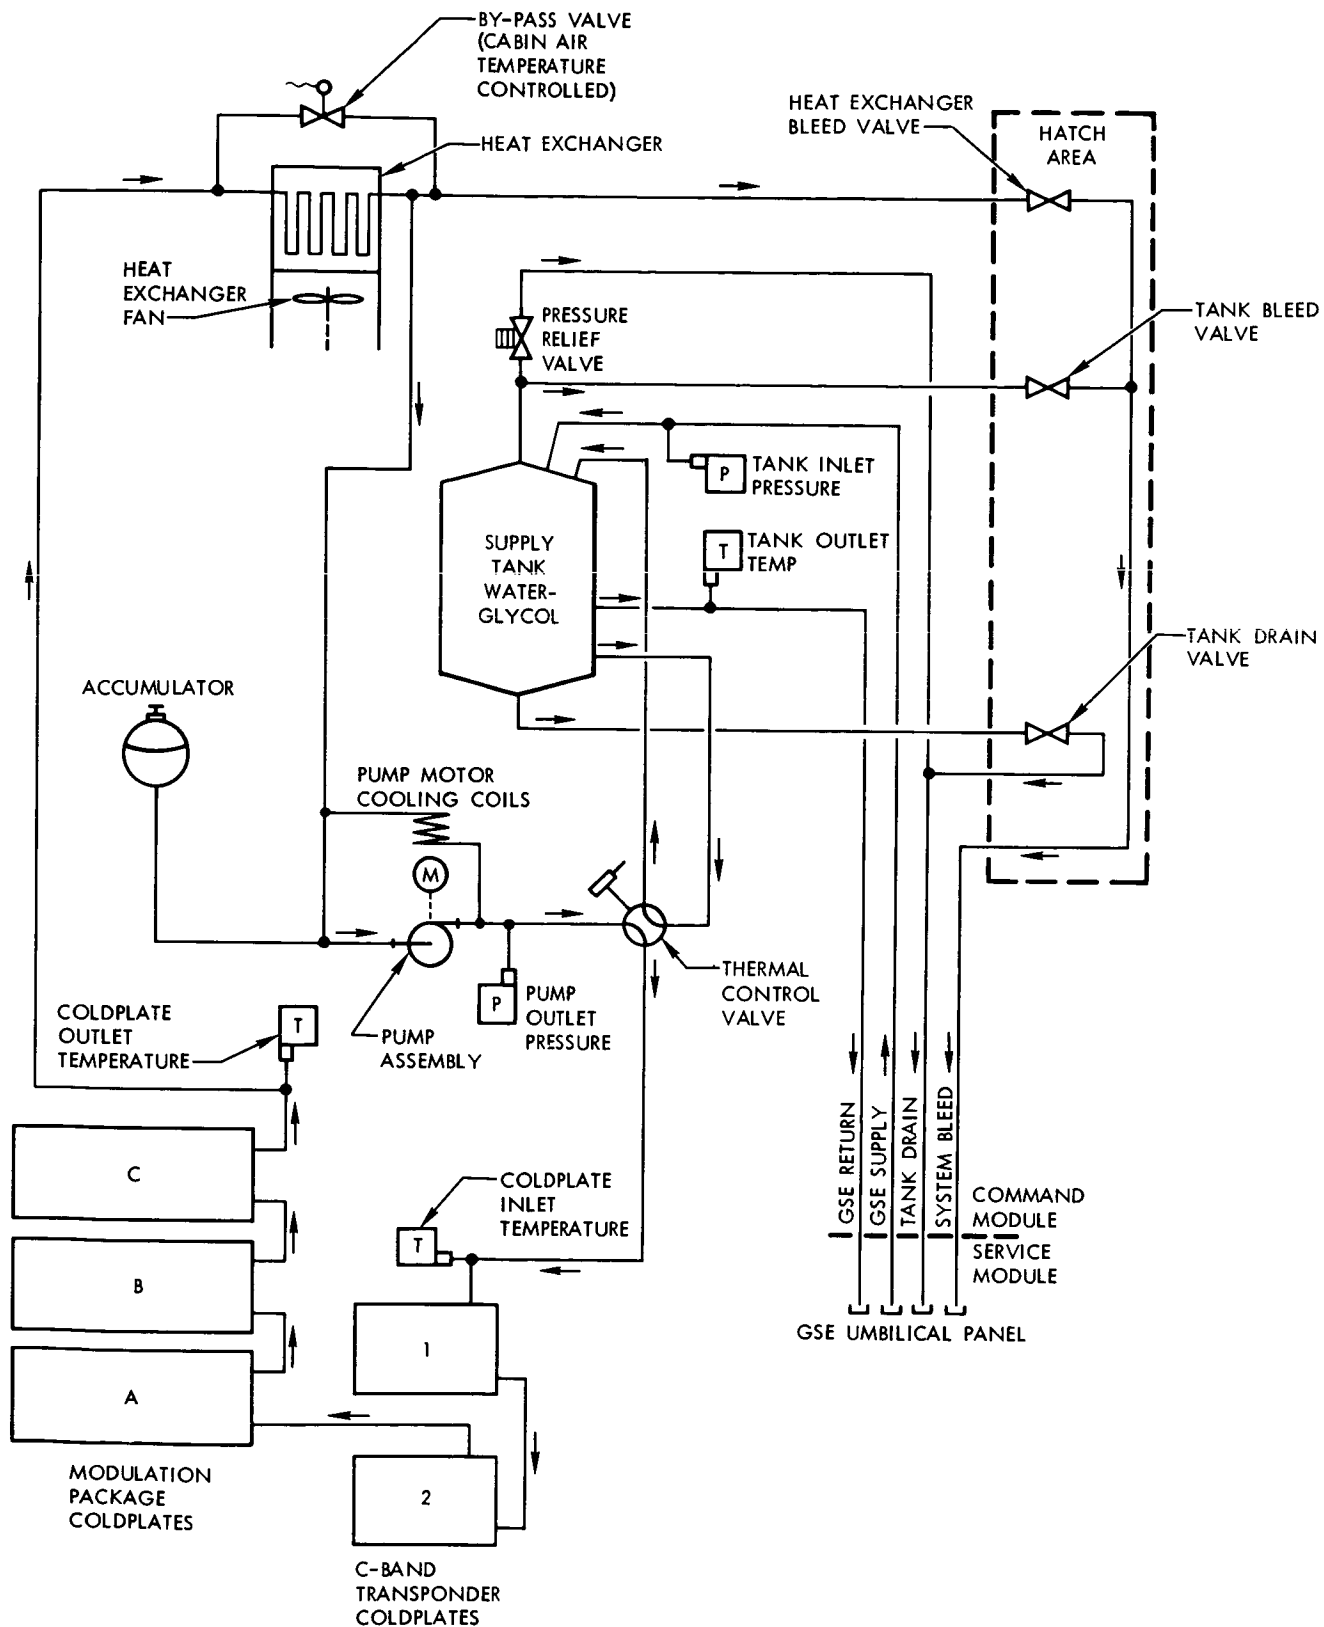 BY-PASS VALVE
(CABIN AIR
TEMPERATURE
CONTROLLED)
HEAT EXCHANGER
BLEED VALVE
HATCH
AREA
HEAT EXCHANGER
HEAT
EXCHANGER
FAN
PRESSURE
RELIEF
VALVE
TANK BLEED
VALVE
P
TANK INLET
PRESSURE
T
TANK OUTLET
TEMP
SUPPLY
TANK
WATER-
GLYCOL
TANK DRAIN
VALVE
ACCUMULATOR
PUMP MOTOR
COOLING COILS
M
THERMAL
CONTROL
VALVE
P
PUMP
OUTLET
PRESSURE
PUMP
ASSEMBLY
COLDPLATE
OUTLET
TEMPERATURE
T
GSE RETURN
GSE SUPPLY
TANK DRAIN
SYSTEM BLEED
COMMAND
MODULE
SERVICE
MODULE
GSE UMBILICAL PANEL
COLDPLATE
INLET
TEMPERATURE
T
C
B
A
1
2
MODULATION
PACKAGE
COLDPLATES
C-BAND
TRANSPONDER
COLDPLATES